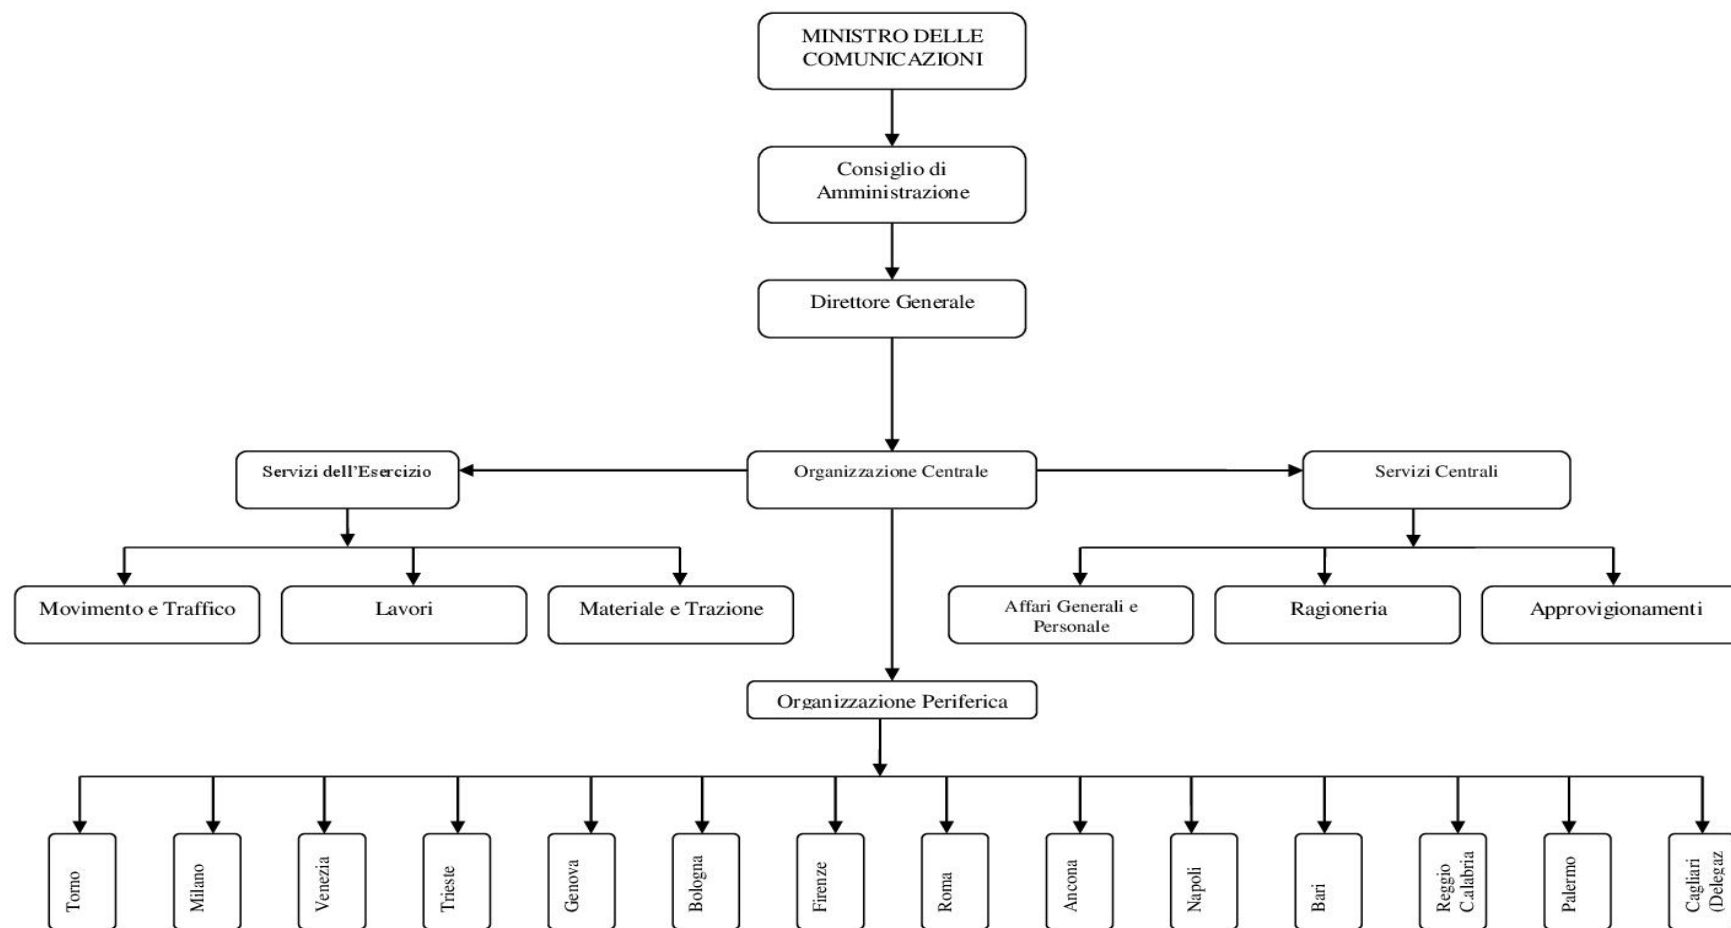 MINISTRO DELLE
COMUNICAZIONI
Consiglio di
Amministrazione
Direttore Generale
Servizi dell'Esercizio
Organizzazione Centrale
Servizi Centrali
Movimento e Traffico
Lavori
Materiale e Trazione
Affari Generali e
Personale
Ragioneria
Approvigionamenti
Organizzazione Periferica
Torno
Milano
Venezia
Trieste
Genova
Bologna
Firenze
Roma
Ancona
Napoli
Bari
Reggio
Calabria
Palermo
Cagliari
(Delegaz